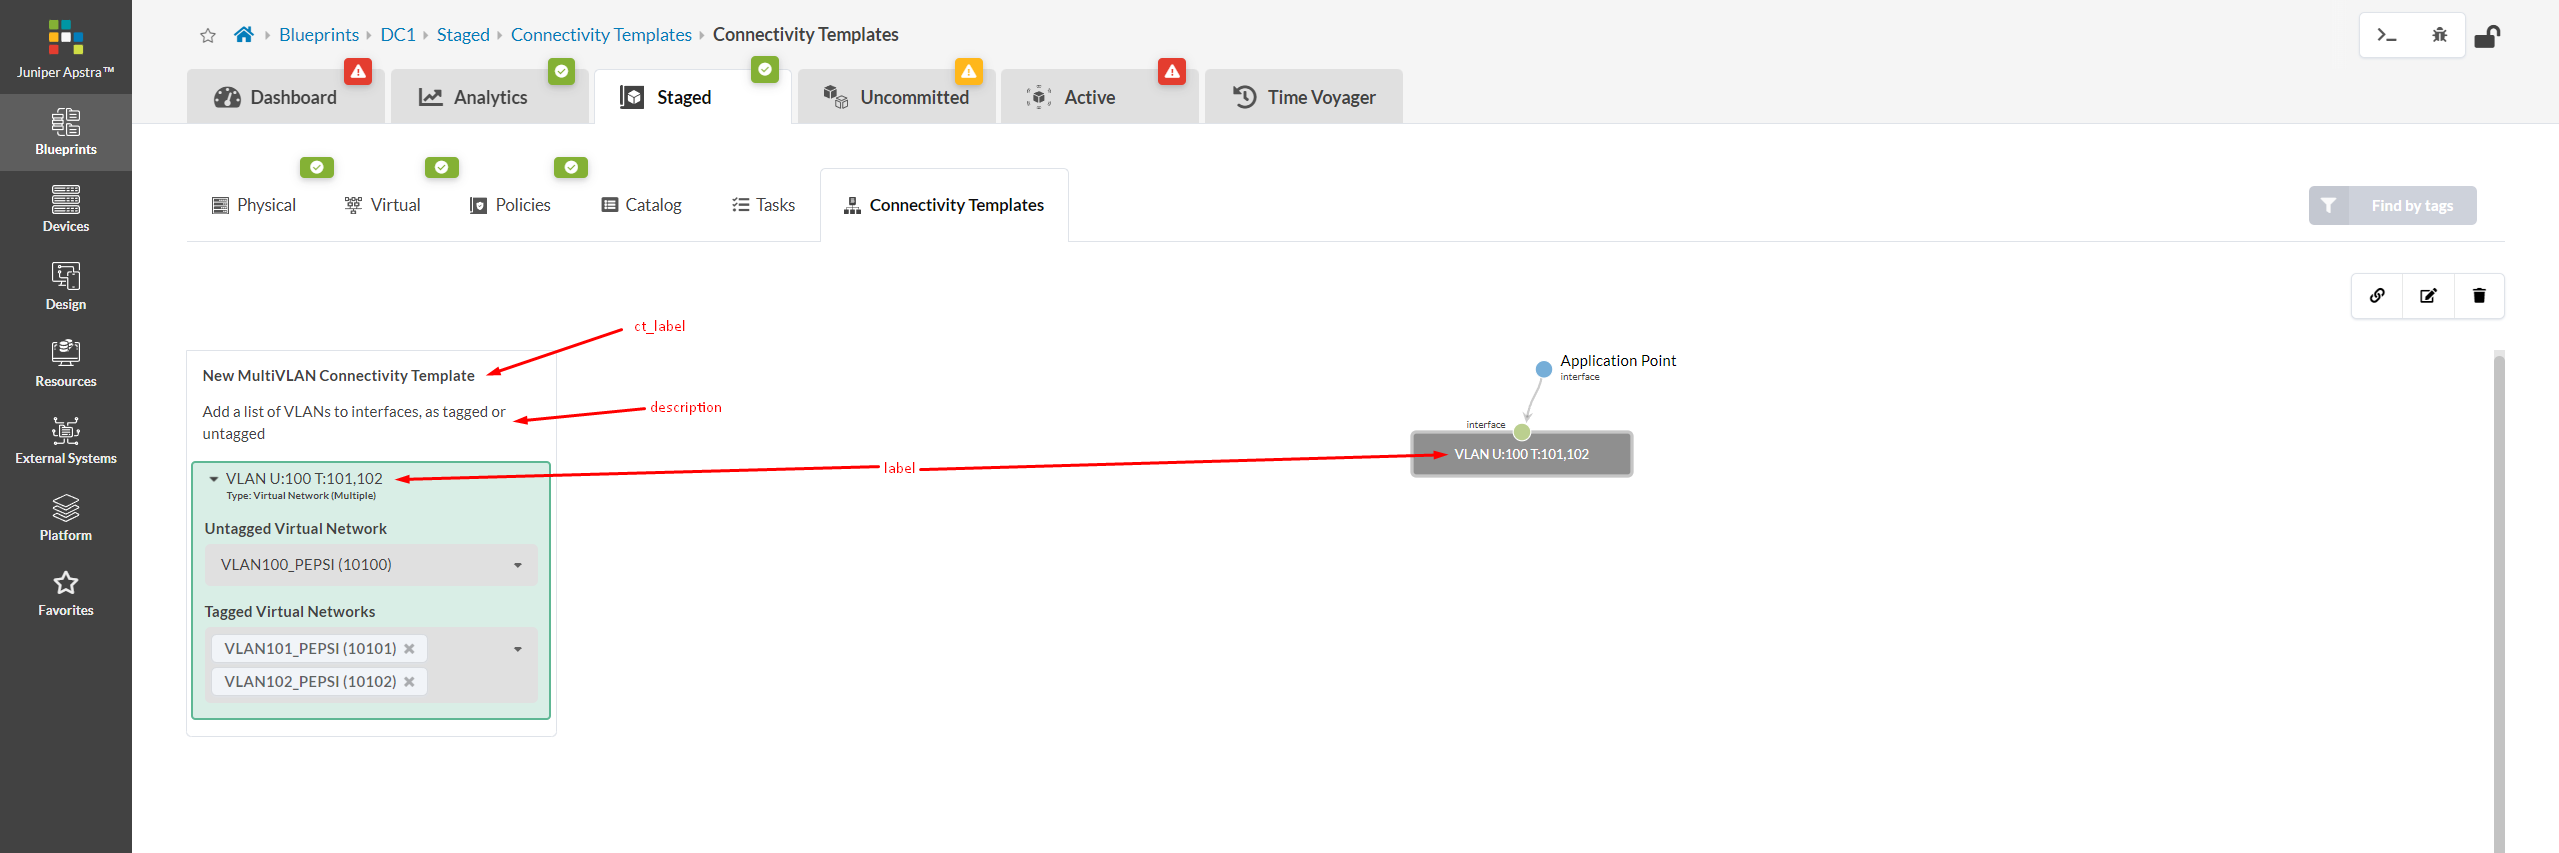 Juniper Apstra™
Blueprints
Devices
Design
Resources
External Systems
Platform
Favorites
Blueprints DC1 Staged Connectivity Templates Connectivity Templates
Dashboard Analytics Staged Uncommitted Active Time Voyager
Physical Virtual Policies Catalog Tasks Connectivity Templates Find by tags
ct_label
New MultiVLAN Connectivity Template
description
Add a list of VLANs to interfaces, as tagged or
untagged
label
VLAN U:100 T:101,102
Type: Virtual Network (Multiple)
Untagged Virtual Network
VLAN100_PEPSI (10100)
Tagged Virtual Networks
VLAN101_PEPSI (10101)
VLAN102_PEPSI (10102)
Application Point
interface
interface
VLAN U:100 T:101,102